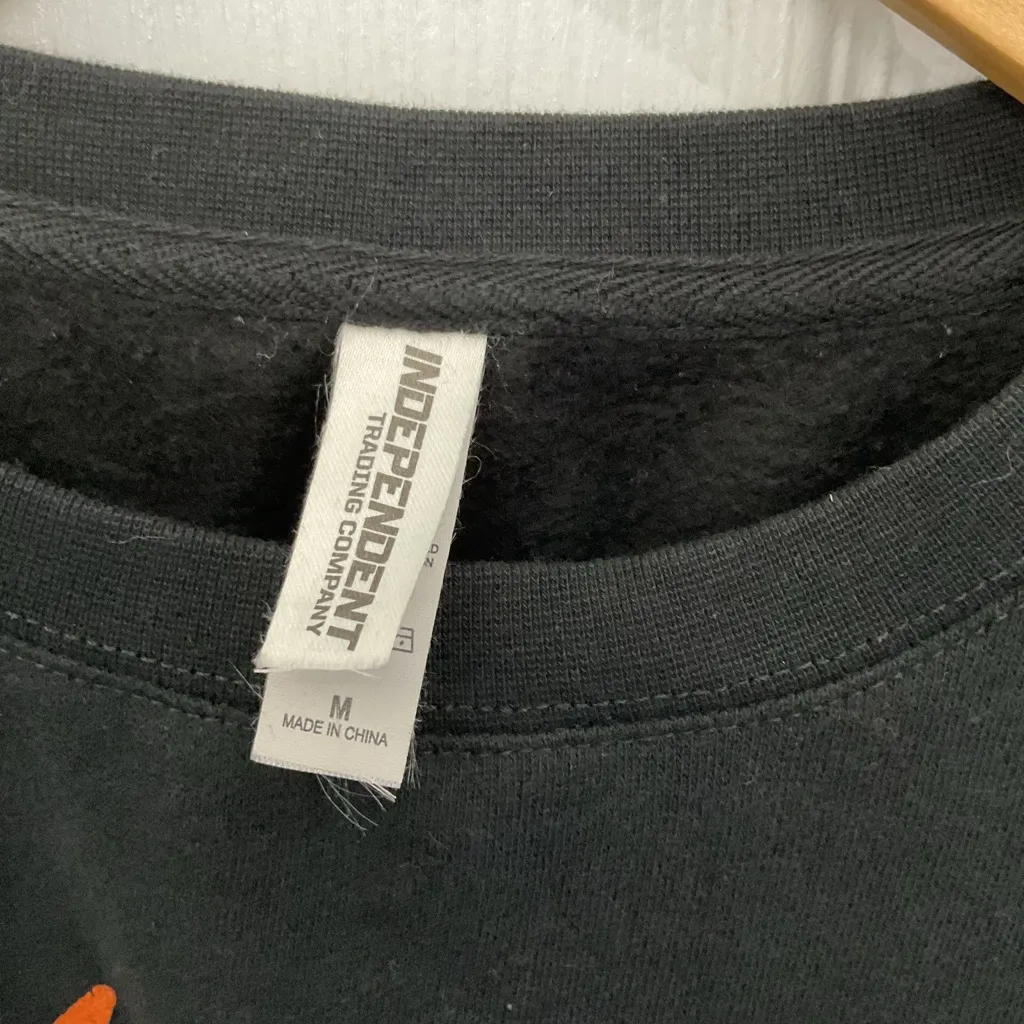 INDEPENDENT
TRADING COMPANY
M
MADE IN CHINA